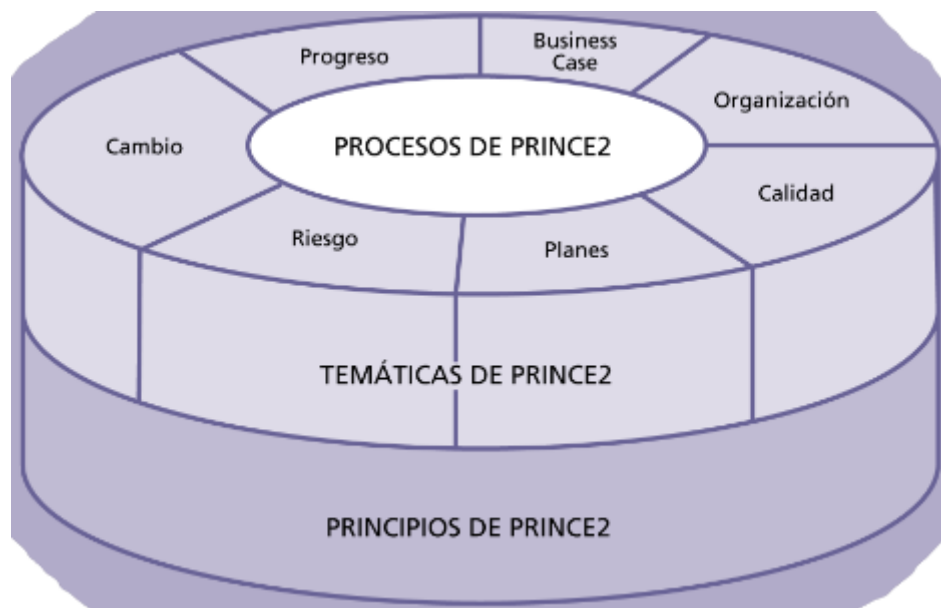 Progreso
Business
Case
Organización
Cambio
PROCESOS DE PRINCE2
Calidad
Riesgo
Planes
TEMÁTICAS DE PRINCE2
PRINCIPIOS DE PRINCE2